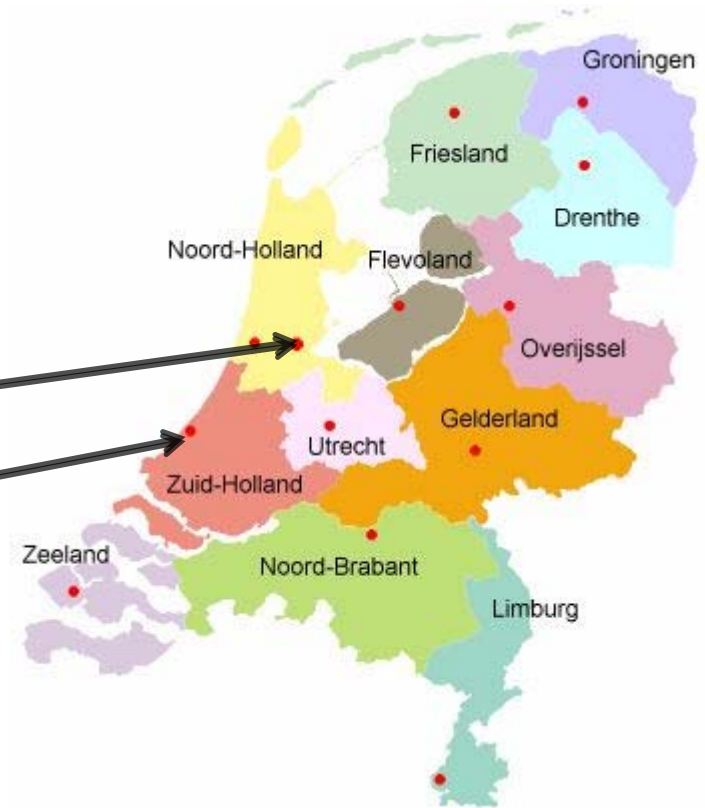 Groningen
Friesland
Drenthe
Noord-Holland
Flevoland
Overijssel
Gelderland
Utrecht
Zuid-Holland
Zeeland
Noord-Brabant
Limburg